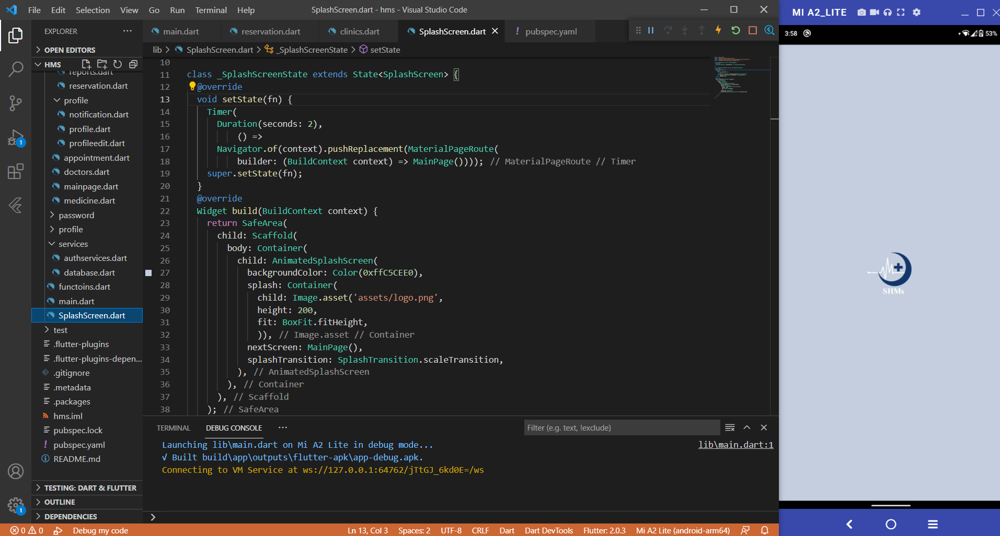 File Edit Selection View Go Run Terminal Help
SplashScreen.dart - hms - Visual Studio Code
MI A2_LITE
EXPLORER
main.dart
reservation.dart
clinics.dart
SplashScreen.dart
! pubspec.yaml
3:58
53%
OPEN EDITORS
lib > SplashScreen.dart > _SplashScreenState > setState
HMS
reports.dart
reservation.dart
profile
notification.dart
profile.dart
profileedit.dart
appointment.dart
doctors.dart
mainpage.dart
medicine.dart
password
profile
services
authservices.dart
database.dart
functoins.dart
main.dart
SplashScreen.dart
test
.flutter-plugins
.flutter-plugins-depen...
.gitignore
.metadata
.packages
hms.iml
pubspec.lock
! pubspec.yaml
README.md
TESTING: DART & FLUTTER
OUTLINE
DEPENDENCIES
10
11 class _SplashScreenState extends State<SplashScreen> {
12 @override
13 void setState(fn) {
14 Timer(
15 Duration(seconds: 2),
16 () =>
17 Navigator.of(context).pushReplacement(MaterialPageRoute(
18 builder: (BuildContext context) => MainPage()))); // MaterialPageRoute // Timer
19 super.setState(fn);
20 }
21 @override
22 Widget build(BuildContext context) {
23 return SafeArea(
24 child: Scaffold(
25 body: Container(
26 child: AnimatedSplashScreen(
27 backgroundColor: Color(0xffC5CEE0),
28 splash: Container(
29 child: Image.asset('assets/logo.png',
30 height: 200,
31 fit: BoxFit.fitHeight,
32 )), // Image.asset // Container
33 nextScreen: MainPage(),
34 splashTransition: SplashTransition.scaleTransition,
35 ), // AnimatedSplashScreen
36 ), // Container
37 ), // Scaffold
38 ); // SafeArea
SHMs
TERMINAL DEBUG CONSOLE ...
Filter (e.g. text, !exclude)
Launching lib\main.dart on Mi A2 Lite in debug mode...
lib\main.dart:1
√ Built build\app\outputs\flutter-apk\app-debug.apk.
Connecting to VM Service at ws://127.0.0.1:64762/jTtGJ_6kd0E=/ws
1
1
0 0 Debug my code
Ln 13, Col 3 Spaces: 2 UTF-8 CRLF Dart Dart DevTools Flutter: 2.0.3 Mi A2 Lite (android-arm64)